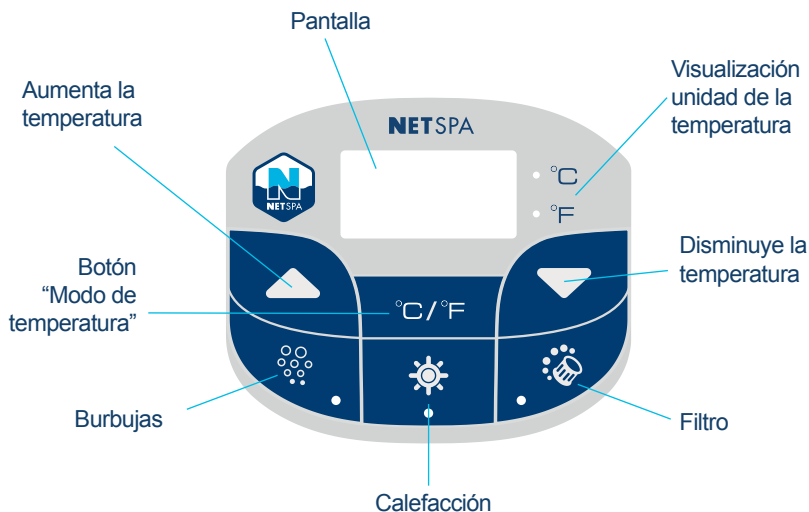 Pantalla
Aumenta la
temperatura
Visualización
unidad de la
temperatura
NETSPA
N
NETSPA
°C
°F
Botón
“Modo de
temperatura”
°C/°F
Disminuye la
temperatura
Burbujas
Filtro
Calefacción